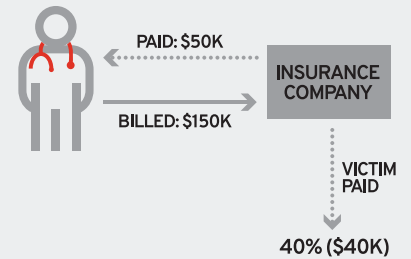 PAID: $50K
INSURANCE
COMPANY
BILLED: $150K
VICTIM
PAID
40% ($40K)